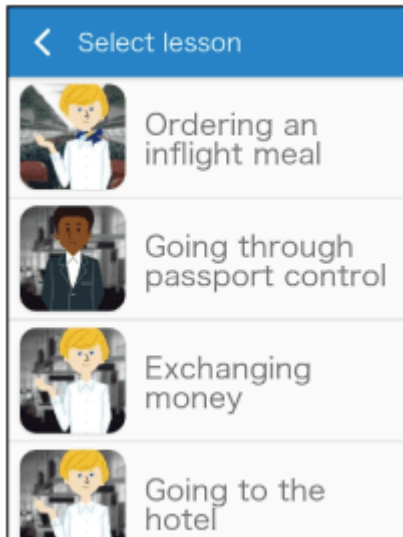 Select lesson
Ordering an
inflight meal
Going through
passport control
Exchanging
money
Going to the
hotel